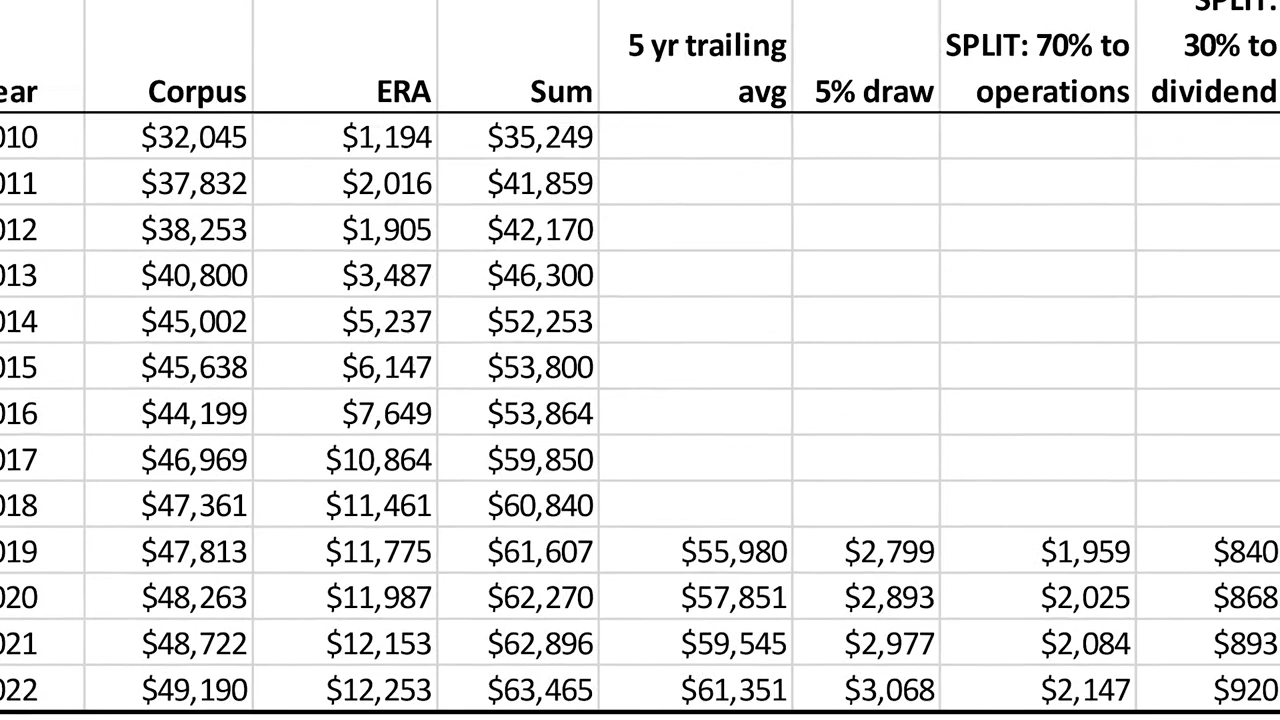 SPLIT:
5 yr trailing SPLIT: 70% to 30% to
ear Corpus ERA Sum avg 5% draw operations dividend
010 $32,045 $1,194 $35,249
011 $37,832 $2,016 $41,859
012 $38,253 $1,905 $42,170
013 $40,800 $3,487 $46,300
014 $45,002 $5,237 $52,253
015 $45,638 $6,147 $53,800
016 $44,199 $7,649 $53,864
017 $46,969 $10,864 $59,850
018 $47,361 $11,461 $60,840
019 $47,813 $11,775 $61,607 $55,980 $2,799 $1,959 $840
020 $48,263 $11,987 $62,270 $57,851 $2,893 $2,025 $868
021 $48,722 $12,153 $62,896 $59,545 $2,977 $2,084 $893
022 $49,190 $12,253 $63,465 $61,351 $3,068 $2,147 $920